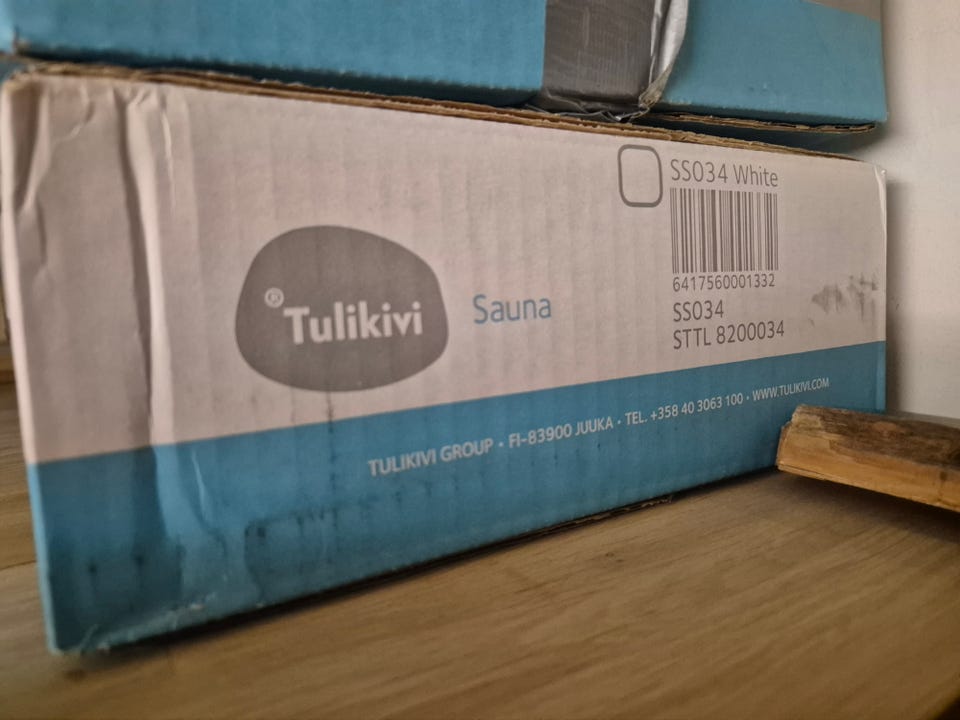 SS034 White
6417560001332
SS034
STTL 8200034
®Tulikivi
Sauna
TULIKIVI GROUP · FI-83900 JUUKA · TEL. +358 40 3063 100 · WWW.TULIKIVI.COM